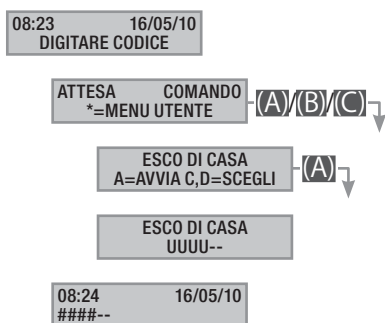 08:23 16/05/10
DIGITARE CODICE
ATTESA COMANDO
*=MENU UTENTE
(A)/(B)/(C)
ESCO DI CASA
A=AVVIA C,D=SCEGLI
(A)
ESCO DI CASA
UUUU--
08:24 16/05/10
####--